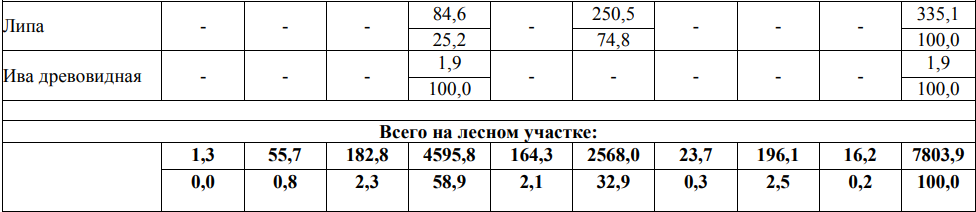 Липа - - - 84,6 - 250,5 - - - 335,1
25,2 74,8 100,0
Ива древовидная - - - 1,9 - - - - - 1,9
100,0 100,0
Всего на лесном участке:
1,3 55,7 182,8 4595,8 164,3 2568,0 23,7 196,1 16,2 7803,9
0,0 0,8 2,3 58,9 2,1 32,9 0,3 2,5 0,2 100,0